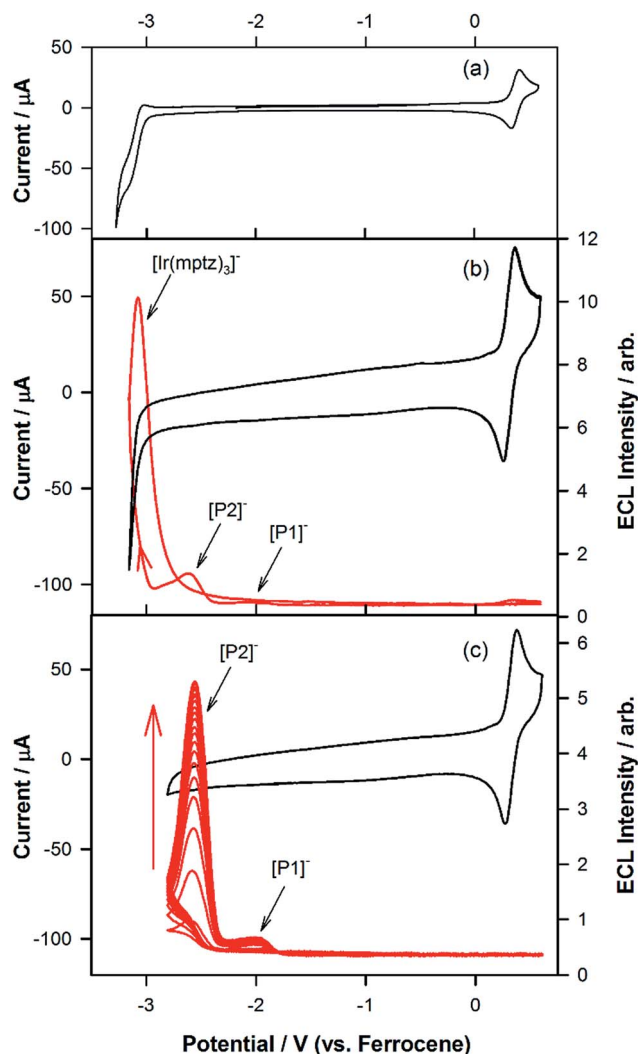 -3 -2 -1 0
50
0
-50
-100
Current / µA
(a)
[Ir(mptz)3]-
(b)
[P2]-
[P1]-
50
0
-50
-100
Current / µA
12
10
8
6
4
2
0
ECL Intensity / arb.
[P2]-
(c)
[P1]-
50
0
-50
-100
Current / µA
6
5
4
3
2
1
0
ECL Intensity / arb.
-3 -2 -1 0
Potential / V (vs. Ferrocene)